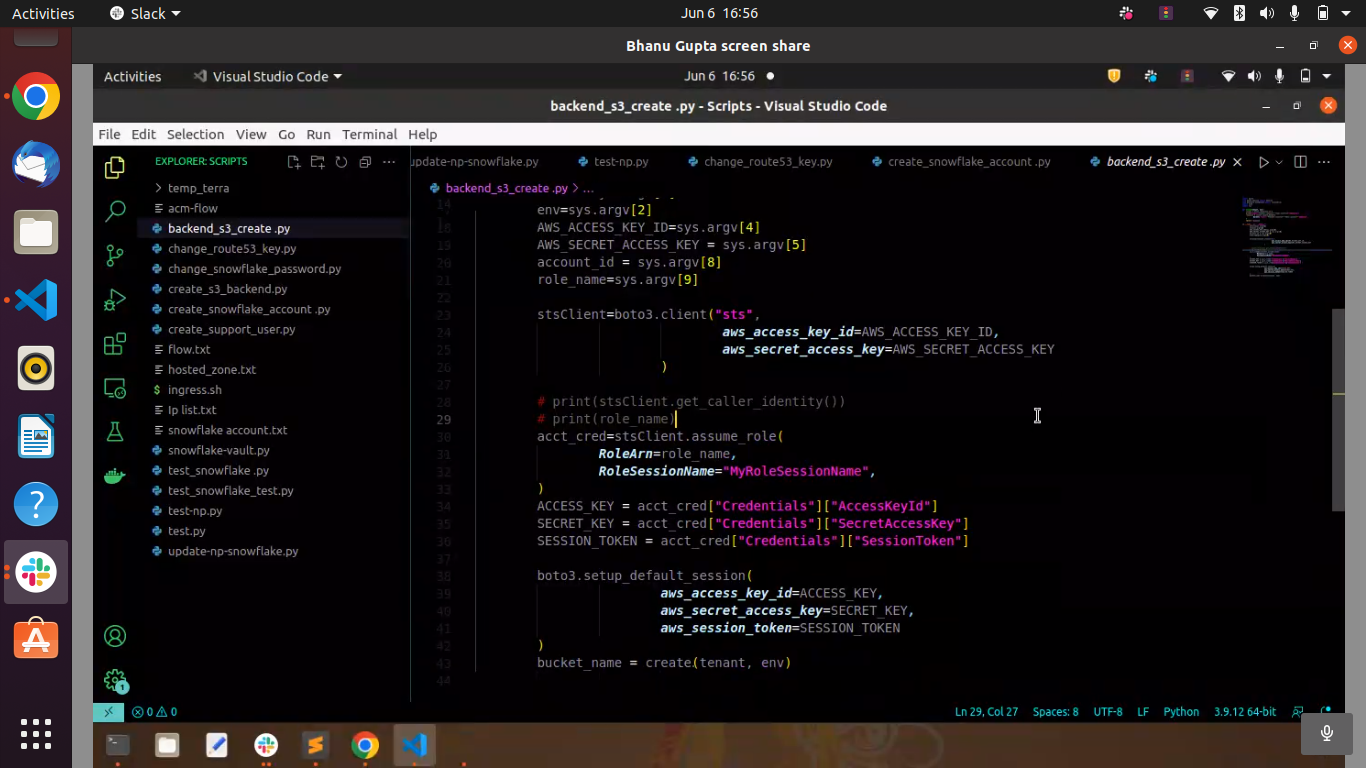 Activities
Slack
Jun 6 16:56
Bhanu Gupta screen share
Activities
Visual Studio Code
Jun 6 16:56
backend_s3_create .py - Scripts - Visual Studio Code
File Edit Selection View Go Run Terminal Help
EXPLORER: SCRIPTS
update-np-snowflake.py
test-np.py
change_route53_key.py
create_snowflake_account .py
backend_s3_create .py
backend_s3_create .py > ...
temp_terra
acm-flow
backend_s3_create .py
change_route53_key.py
change_snowflake_password.py
create_s3_backend.py
create_snowflake_account .py
create_support_user.py
flow.txt
hosted_zone.txt
ingress.sh
Ip list.txt
snowflake account.txt
snowflake-vault.py
test_snowflake .py
test_snowflake_test.py
test-np.py
test.py
update-np-snowflake.py
14
env=sys.argv[2]
18 AWS_ACCESS_KEY_ID=sys.argv[4]
19 AWS_SECRET_ACCESS_KEY = sys.argv[5]
20 account_id = sys.argv[8]
21 role_name=sys.argv[9]
22
23 stsClient=boto3.client("sts",
24 aws_access_key_id=AWS_ACCESS_KEY_ID,
25 aws_secret_access_key=AWS_SECRET_ACCESS_KEY
26 )
27
28 # print(stsClient.get_caller_identity())
29 # print(role_name)
30 acct_cred=stsClient.assume_role(
31 RoleArn=role_name,
32 RoleSessionName="MyRoleSessionName",
33 )
34 ACCESS_KEY = acct_cred["Credentials"]["AccessKeyId"]
35 SECRET_KEY = acct_cred["Credentials"]["SecretAccessKey"]
36 SESSION_TOKEN = acct_cred["Credentials"]["SessionToken"]
37
38 boto3.setup_default_session(
39 aws_access_key_id=ACCESS_KEY,
40 aws_secret_access_key=SECRET_KEY,
41 aws_session_token=SESSION_TOKEN
42 )
43 bucket_name = create(tenant, env)
44
1
0 0
Ln 29, Col 27
Spaces: 8
UTF-8
LF
Python
3.9.12 64-bit